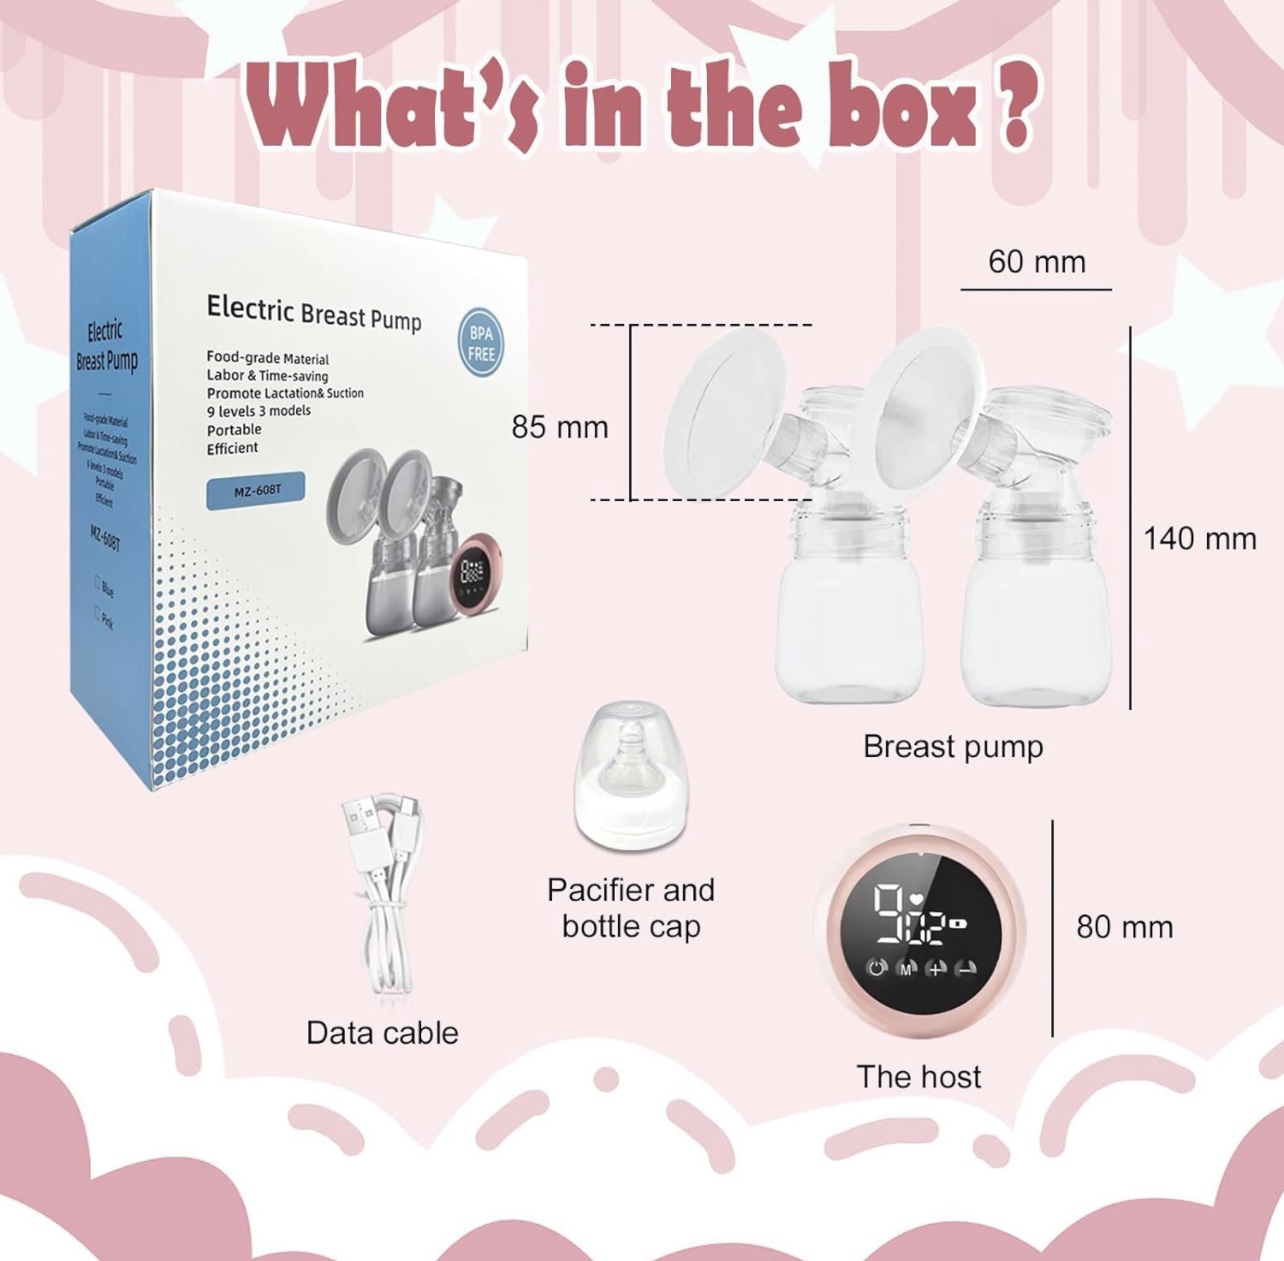 What's in the box ?
Electric Breast Pump
BPA
FREE
Food-grade Material
Labor & Time-saving
Promote Lactation& Suction
9 levels 3 models
Portable
Efficient
MZ-608T
Electric
Breast Pump
Food-grade Material
Labor & Time-saving
Promote Lactation& Suction
9 levels 3 models
Portable
Efficient
MZ-608T
Blue
Pink
60 mm
85 mm
140 mm
Breast pump
Pacifier and
bottle cap
Data cable
9
02
M
80 mm
The host